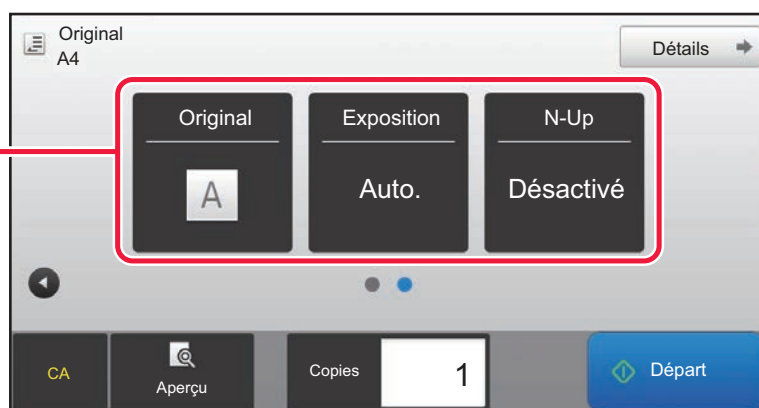 Original
A4
Détails
Original
Exposition
N-Up
A
Auto.
Désactivé
CA
Aperçu
Copies
1
Départ